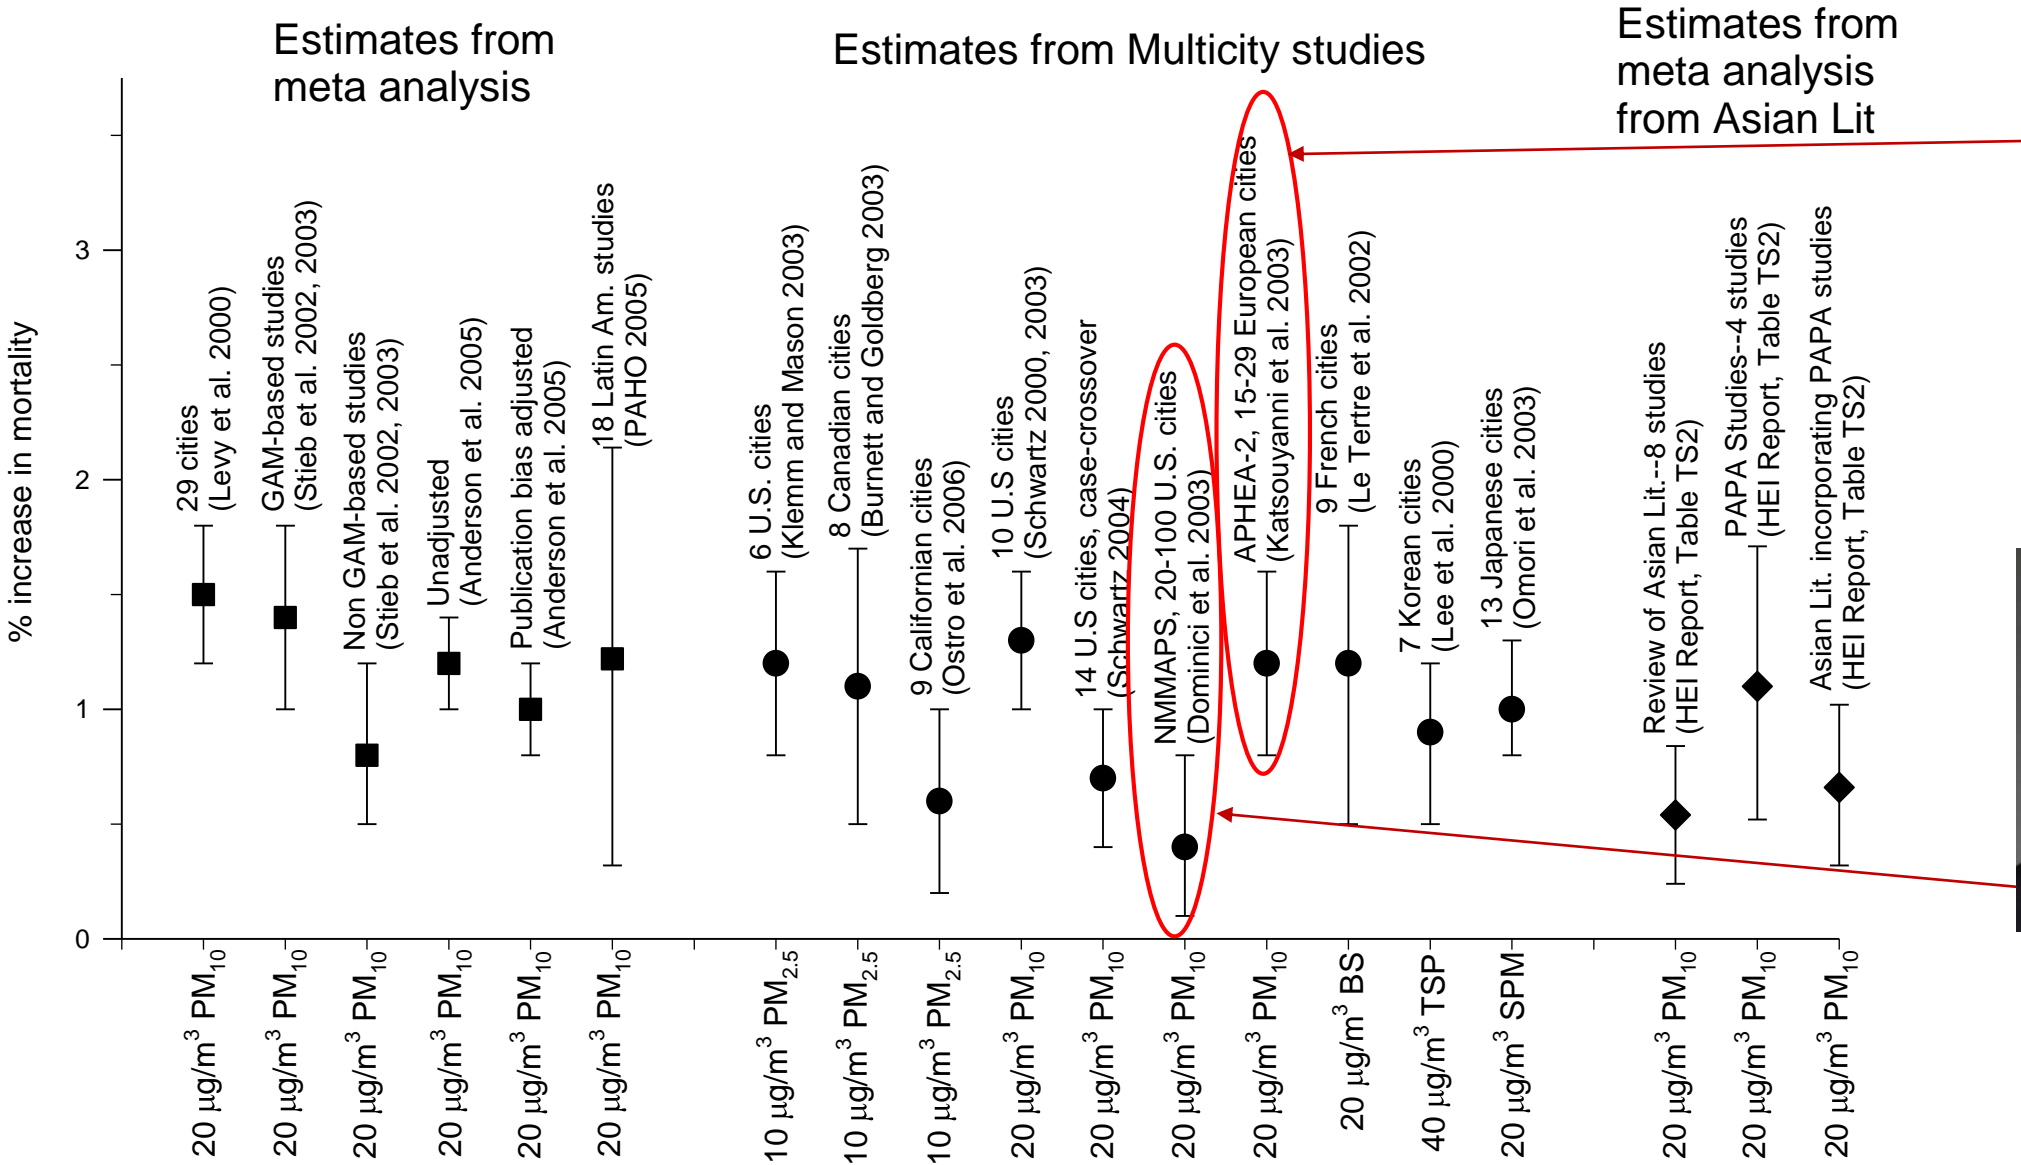 Estimates from
meta analysis
Estimates from Multicity studies
Estimates from
meta analysis
from Asian Lit
% increase in mortality
3
2
1
0
29 cities
(Levy et al. 2000)
GAM-based studies
(Stieb et al. 2002, 2003)
Non GAM-based studies
(Stieb et al. 2002, 2003)
Unadjusted
(Anderson et al. 2005)
Publication bias adjusted
(Anderson et al. 2005)
18 Latin Am. studies
(PAHO 2005)
6 U.S. cities
(Klemm and Mason 2003)
8 Canadian cities
(Burnett and Goldberg 2003)
9 Californian cities
(Ostro et al. 2006)
10 U.S cities
(Schwartz 2000, 2003)
14 U.S cities, case-crossover
(Schwartz 2004)
NMMAPS, 20-100 U.S. cities
(Dominici et al. 2003)
APHEA-2, 15-29 European cities
(Katsouyanni et al. 2003)
9 French cities
(Le Tertre et al. 2002)
7 Korean cities
(Lee et al. 2000)
13 Japanese cities
(Omori et al. 2003)
Review of Asian Lit.--8 studies
(HEI Report, Table TS2)
PAPA Studies--4 studies
(HEI Report, Table TS2)
Asian Lit. incorporating PAPA studies
(HEI Report, Table TS2)
20 μg/m³ PM₁₀
20 μg/m³ PM₁₀
20 μg/m³ PM₁₀
20 μg/m³ PM₁₀
20 μg/m³ PM₁₀
20 μg/m³ PM₁₀
10 μg/m³ PM₂.₅
10 μg/m³ PM₂.₅
10 μg/m³ PM₂.₅
20 μg/m³ PM₁₀
20 μg/m³ PM₁₀
20 μg/m³ PM₁₀
20 μg/m³ PM₁₀
20 μg/m³ BS
40 μg/m³ TSP
20 μg/m³ SPM
20 μg/m³ PM₁₀
20 μg/m³ PM₁₀
20 μg/m³ PM₁₀